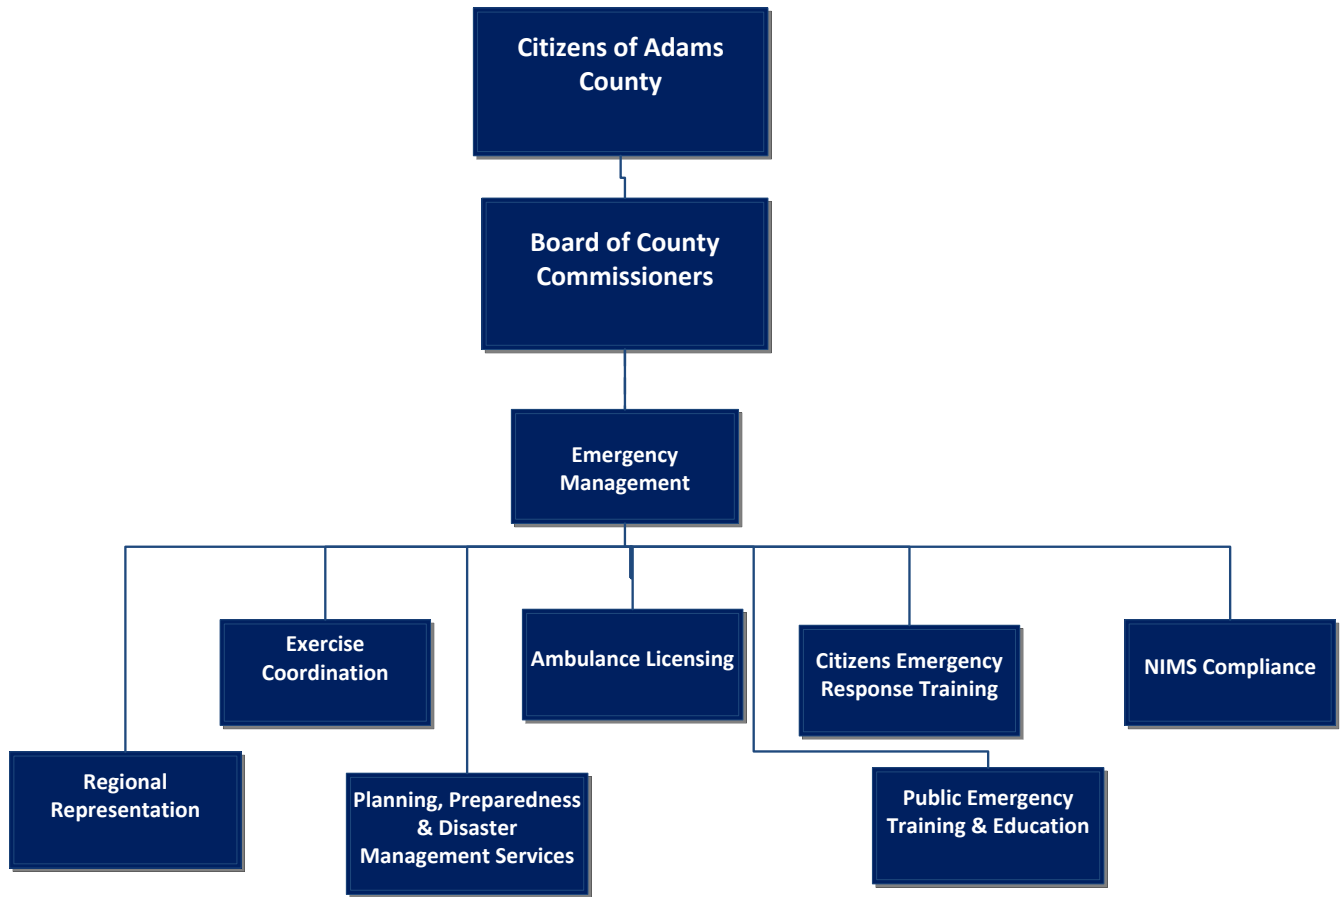 Citizens of Adams
County
Board of County
Commissioners
Emergency
Management
Exercise
Coordination
Ambulance Licensing
Citizens Emergency
Response Training
NIMS Compliance
Regional
Representation
Planning, Preparedness
& Disaster
Management Services
Public Emergency
Training & Education